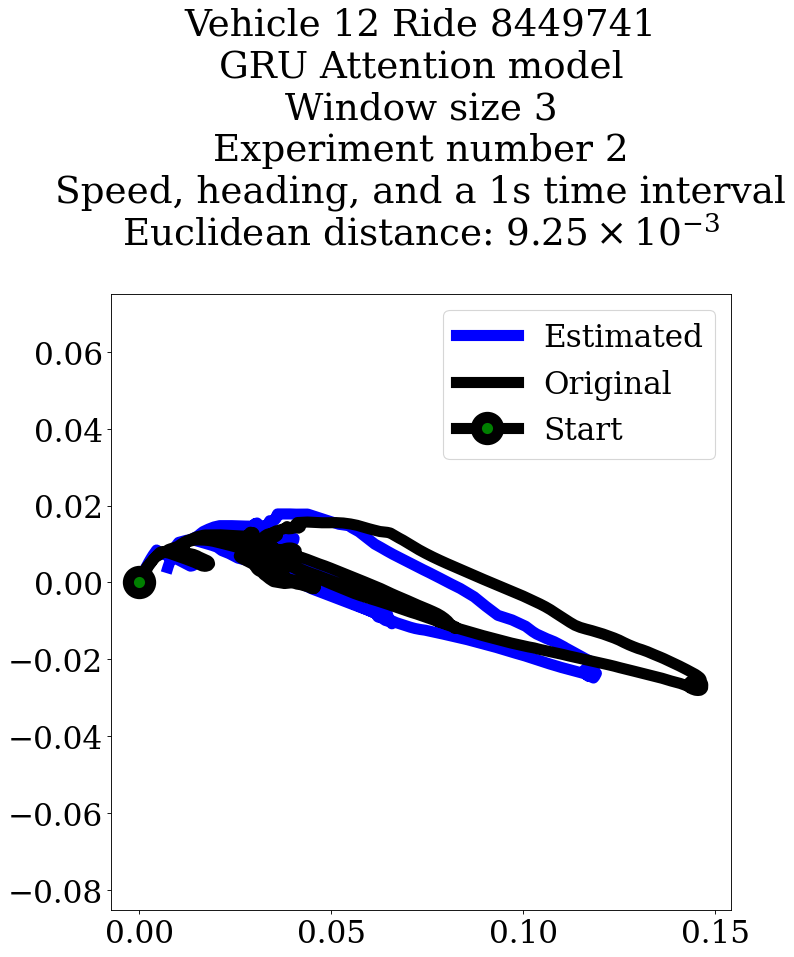 Vehicle 12 Ride 8449741
GRU Attention model
Window size 3
Experiment number 2
Speed, heading, and a 1s time interval
Euclidean distance: 9.25 × 10⁻³
Estimated
Original
Start
0.06
0.04
0.02
0.00
−0.02
−0.04
−0.06
−0.08
0.00 0.05 0.10 0.15